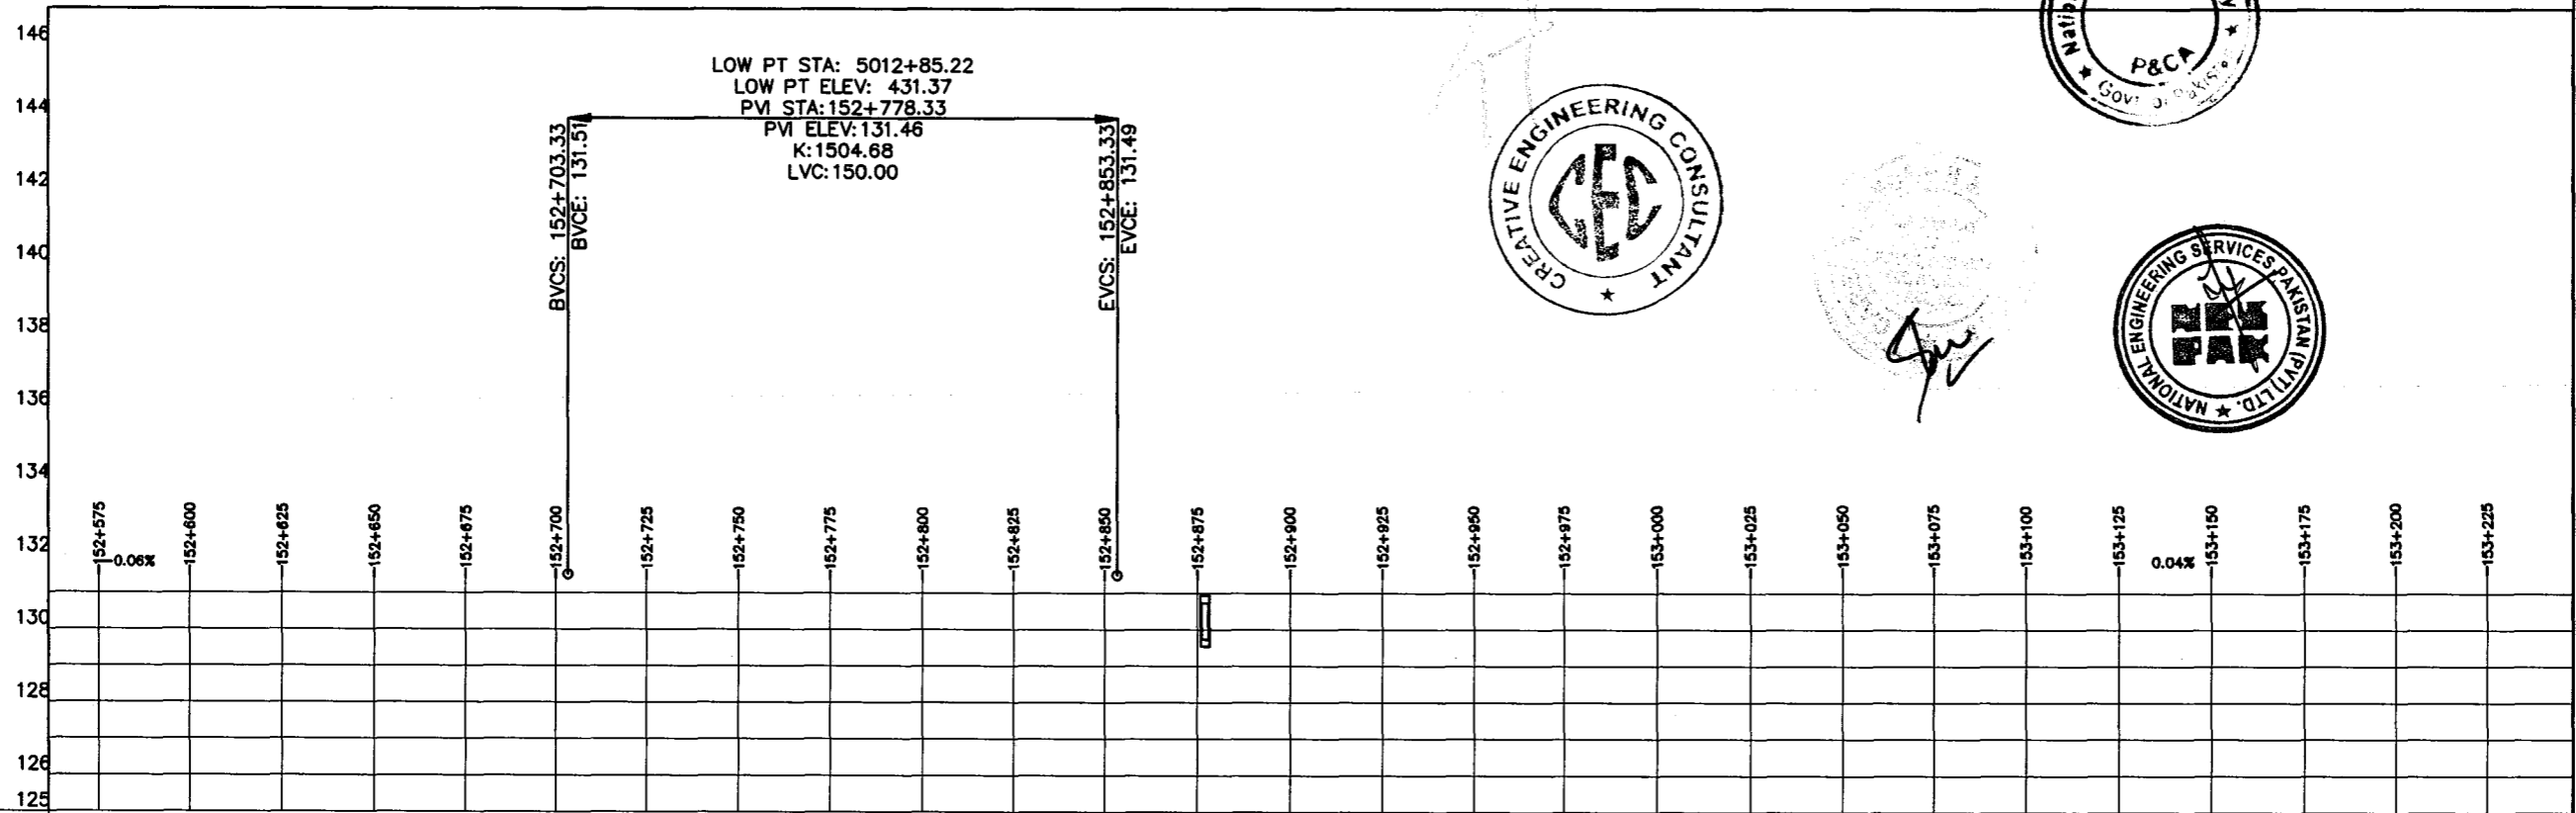 146
144
142
140
138
136
134
132
130
128
126
125
LOW PT STA: 5012+85.22
LOW PT ELEV: 431.37
PVI STA:152+778.33
PVI ELEV:131.46
K:1504.68
LVC:150.00
BVCS: 152+703.33
BVCE: 131.51
EVCS: 152+853.33
EVCE: 131.49
CREATIVE ENGINEERING CONSULTANT ★
CEC
P&CA
NATIONAL ENGINEERING SERVICES PAKISTAN (PVT) LTD. ★
NES
PAK
152+575
-0.06%
152+600
152+625
152+650
152+675
152+700
152+725
152+750
152+775
152+800
152+825
152+850
152+875
152+900
152+925
152+950
152+975
153+000
153+025
153+050
153+075
153+100
153+125
0.04%
153+150
153+175
153+200
153+225